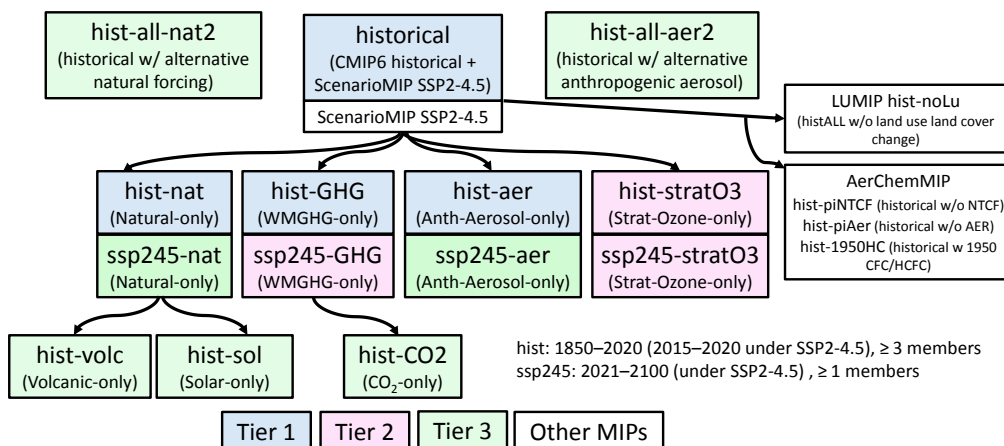 hist-all-nat2
(historical w/ alternative
natural forcing)
historical
(CMIP6 historical +
ScenarioMIP SSP2-4.5)
ScenarioMIP SSP2-4.5
hist-all-aer2
(historical w/ alternative
anthropogenic aerosol)
LUMIP hist-noLu
(histALL w/o land use land cover
change)
AerChemMIP
hist-piNTCF (historical w/o NTCF)
hist-piAer (historical w/o AER)
hist-1950HC (historical w 1950
CFC/HCFC)
hist-nat
(Natural-only)
ssp245-nat
(Natural-only)
hist-GHG
(WMGHG-only)
ssp245-GHG
(WMGHG-only)
hist-aer
(Anth-Aerosol-only)
ssp245-aer
(Anth-Aerosol-only)
hist-stratO3
(Strat-Ozone-only)
ssp245-stratO3
(Strat-Ozone-only)
hist-volc
(Volcanic-only)
hist-sol
(Solar-only)
hist-CO2
(CO₂-only)
hist: 1850–2020 (2015–2020 under SSP2-4.5), ≥ 3 members
ssp245: 2021–2100 (under SSP2-4.5) , ≥ 1 members
Tier 1
Tier 2
Tier 3
Other MIPs